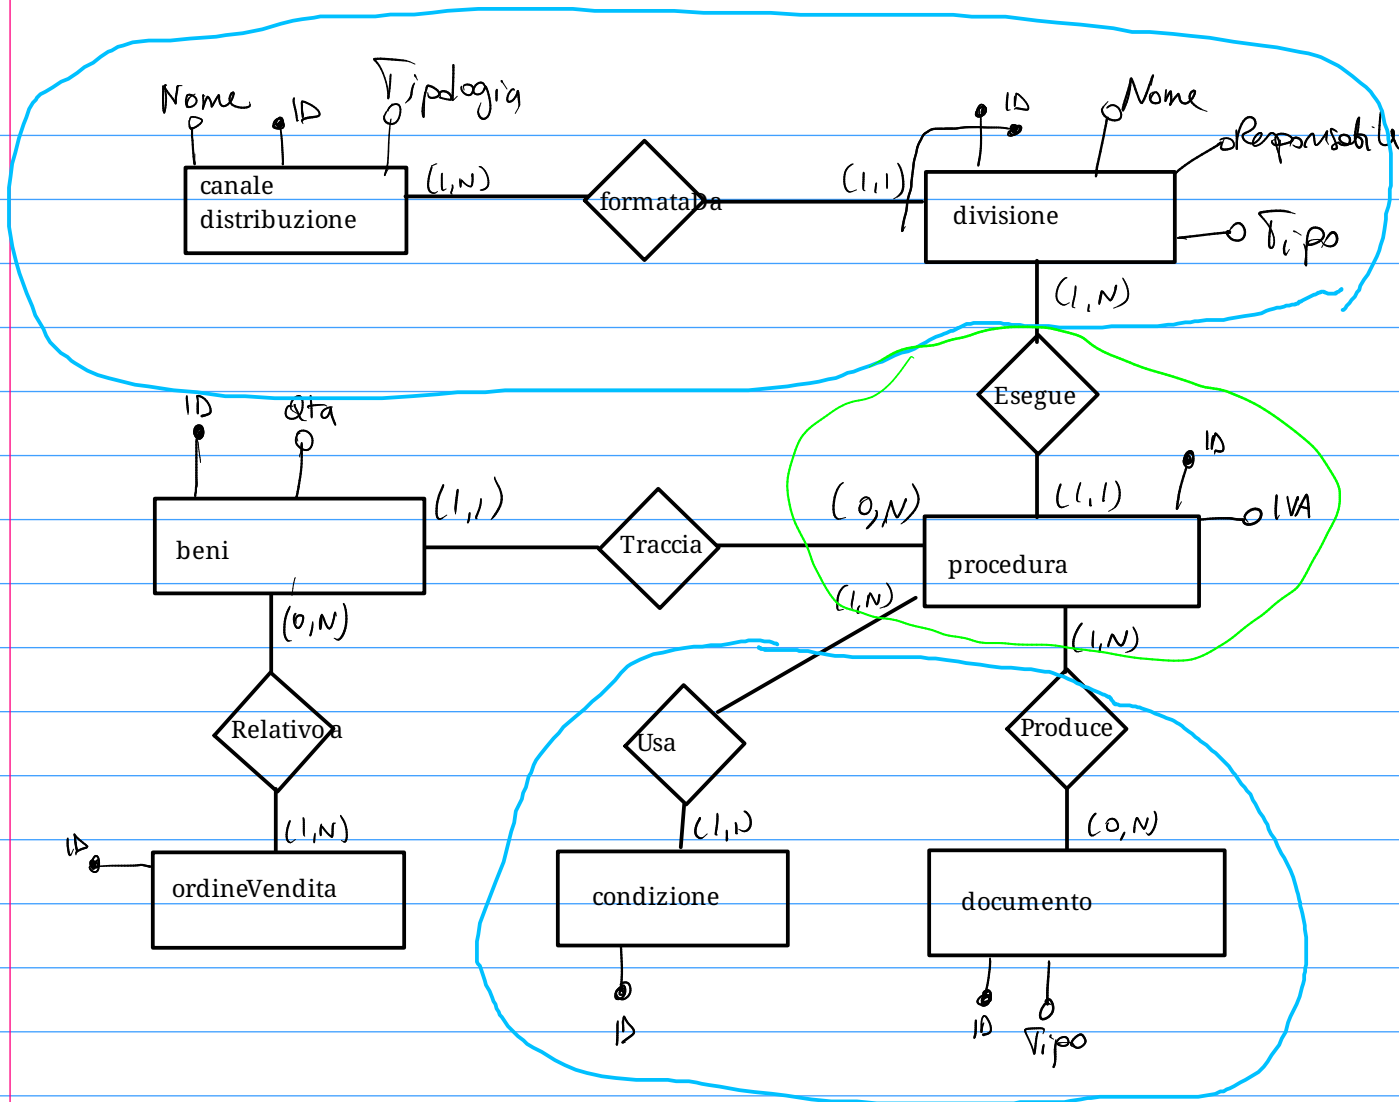 Nome
ID
Tipologia
ID
Nome
Responsabile
canale
distribuzione
(1,N)
formataDa
(1,1)
divisione
Tipo
(1,N)
Esegue
ID
Qta
ID
(1,1)
(0,N)
(1,1)
IVA
beni
Traccia
procedura
(1,N)
(0,N)
(1,N)
Relativo a
Usa
Produce
(1,N)
(1,N)
(0,N)
ID
ordineVendita
condizione
documento
ID
ID
Tipo